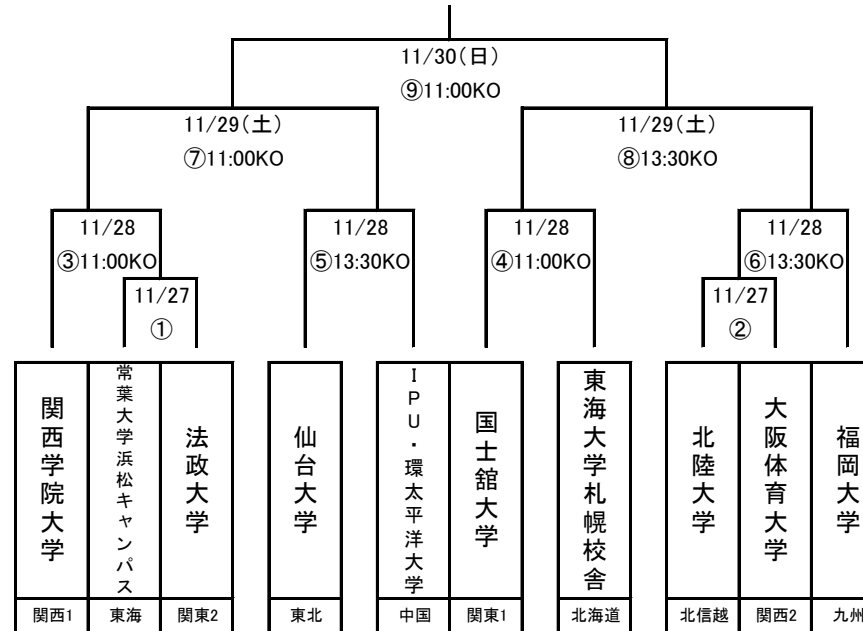 11/30(日)
⑨11:00KO
11/29(土)
⑦11:00KO
11/29(土)
⑧13:30KO
11/28
③11:00KO
11/28
⑤13:30KO
11/28
④11:00KO
11/28
⑥13:30KO
11/27
①
11/27
②
関西学院大学
常葉大学浜松キャンパス
法政大学
仙台大学
IPU・環太平洋大学
国士舘大学
東海大学札幌校舎
北陸大学
大阪体育大学
福岡大学
関西1
東海
関東2
東北
中国
関東1
北海道
北信越
関西2
九州